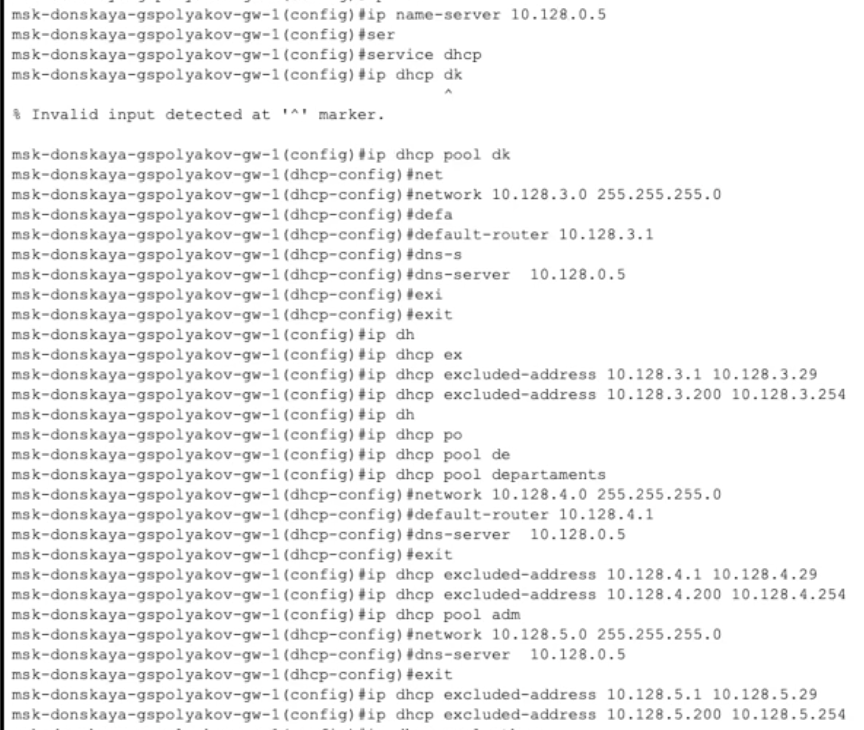 msk-donskaya-gspolyakov-gw-1(config)#ip name-server 10.128.0.5
msk-donskaya-gspolyakov-gw-1(config)#ser
msk-donskaya-gspolyakov-gw-1(config)#service dhcp
msk-donskaya-gspolyakov-gw-1(config)#ip dhcp dk
^
% Invalid input detected at '^' marker.
msk-donskaya-gspolyakov-gw-1(config)#ip dhcp pool dk
msk-donskaya-gspolyakov-gw-1(dhcp-config)#net
msk-donskaya-gspolyakov-gw-1(dhcp-config)#network 10.128.3.0 255.255.255.0
msk-donskaya-gspolyakov-gw-1(dhcp-config)#defa
msk-donskaya-gspolyakov-gw-1(dhcp-config)#default-router 10.128.3.1
msk-donskaya-gspolyakov-gw-1(dhcp-config)#dns-s
msk-donskaya-gspolyakov-gw-1(dhcp-config)#dns-server  10.128.0.5
msk-donskaya-gspolyakov-gw-1(dhcp-config)#exi
msk-donskaya-gspolyakov-gw-1(dhcp-config)#exit
msk-donskaya-gspolyakov-gw-1(config)#ip dh
msk-donskaya-gspolyakov-gw-1(config)#ip dhcp ex
msk-donskaya-gspolyakov-gw-1(config)#ip dhcp excluded-address 10.128.3.1 10.128.3.29
msk-donskaya-gspolyakov-gw-1(config)#ip dhcp excluded-address 10.128.3.200 10.128.3.254
msk-donskaya-gspolyakov-gw-1(config)#ip dh
msk-donskaya-gspolyakov-gw-1(config)#ip dhcp po
msk-donskaya-gspolyakov-gw-1(config)#ip dhcp pool de
msk-donskaya-gspolyakov-gw-1(config)#ip dhcp pool departaments
msk-donskaya-gspolyakov-gw-1(dhcp-config)#network 10.128.4.0 255.255.255.0
msk-donskaya-gspolyakov-gw-1(dhcp-config)#default-router 10.128.4.1
msk-donskaya-gspolyakov-gw-1(dhcp-config)#dns-server  10.128.0.5
msk-donskaya-gspolyakov-gw-1(dhcp-config)#exit
msk-donskaya-gspolyakov-gw-1(config)#ip dhcp excluded-address 10.128.4.1 10.128.4.29
msk-donskaya-gspolyakov-gw-1(config)#ip dhcp excluded-address 10.128.4.200 10.128.4.254
msk-donskaya-gspolyakov-gw-1(config)#ip dhcp pool adm
msk-donskaya-gspolyakov-gw-1(dhcp-config)#network 10.128.5.0 255.255.255.0
msk-donskaya-gspolyakov-gw-1(dhcp-config)#dns-server  10.128.0.5
msk-donskaya-gspolyakov-gw-1(dhcp-config)#exit
msk-donskaya-gspolyakov-gw-1(config)#ip dhcp excluded-address 10.128.5.1 10.128.5.29
msk-donskaya-gspolyakov-gw-1(config)#ip dhcp excluded-address 10.128.5.200 10.128.5.254